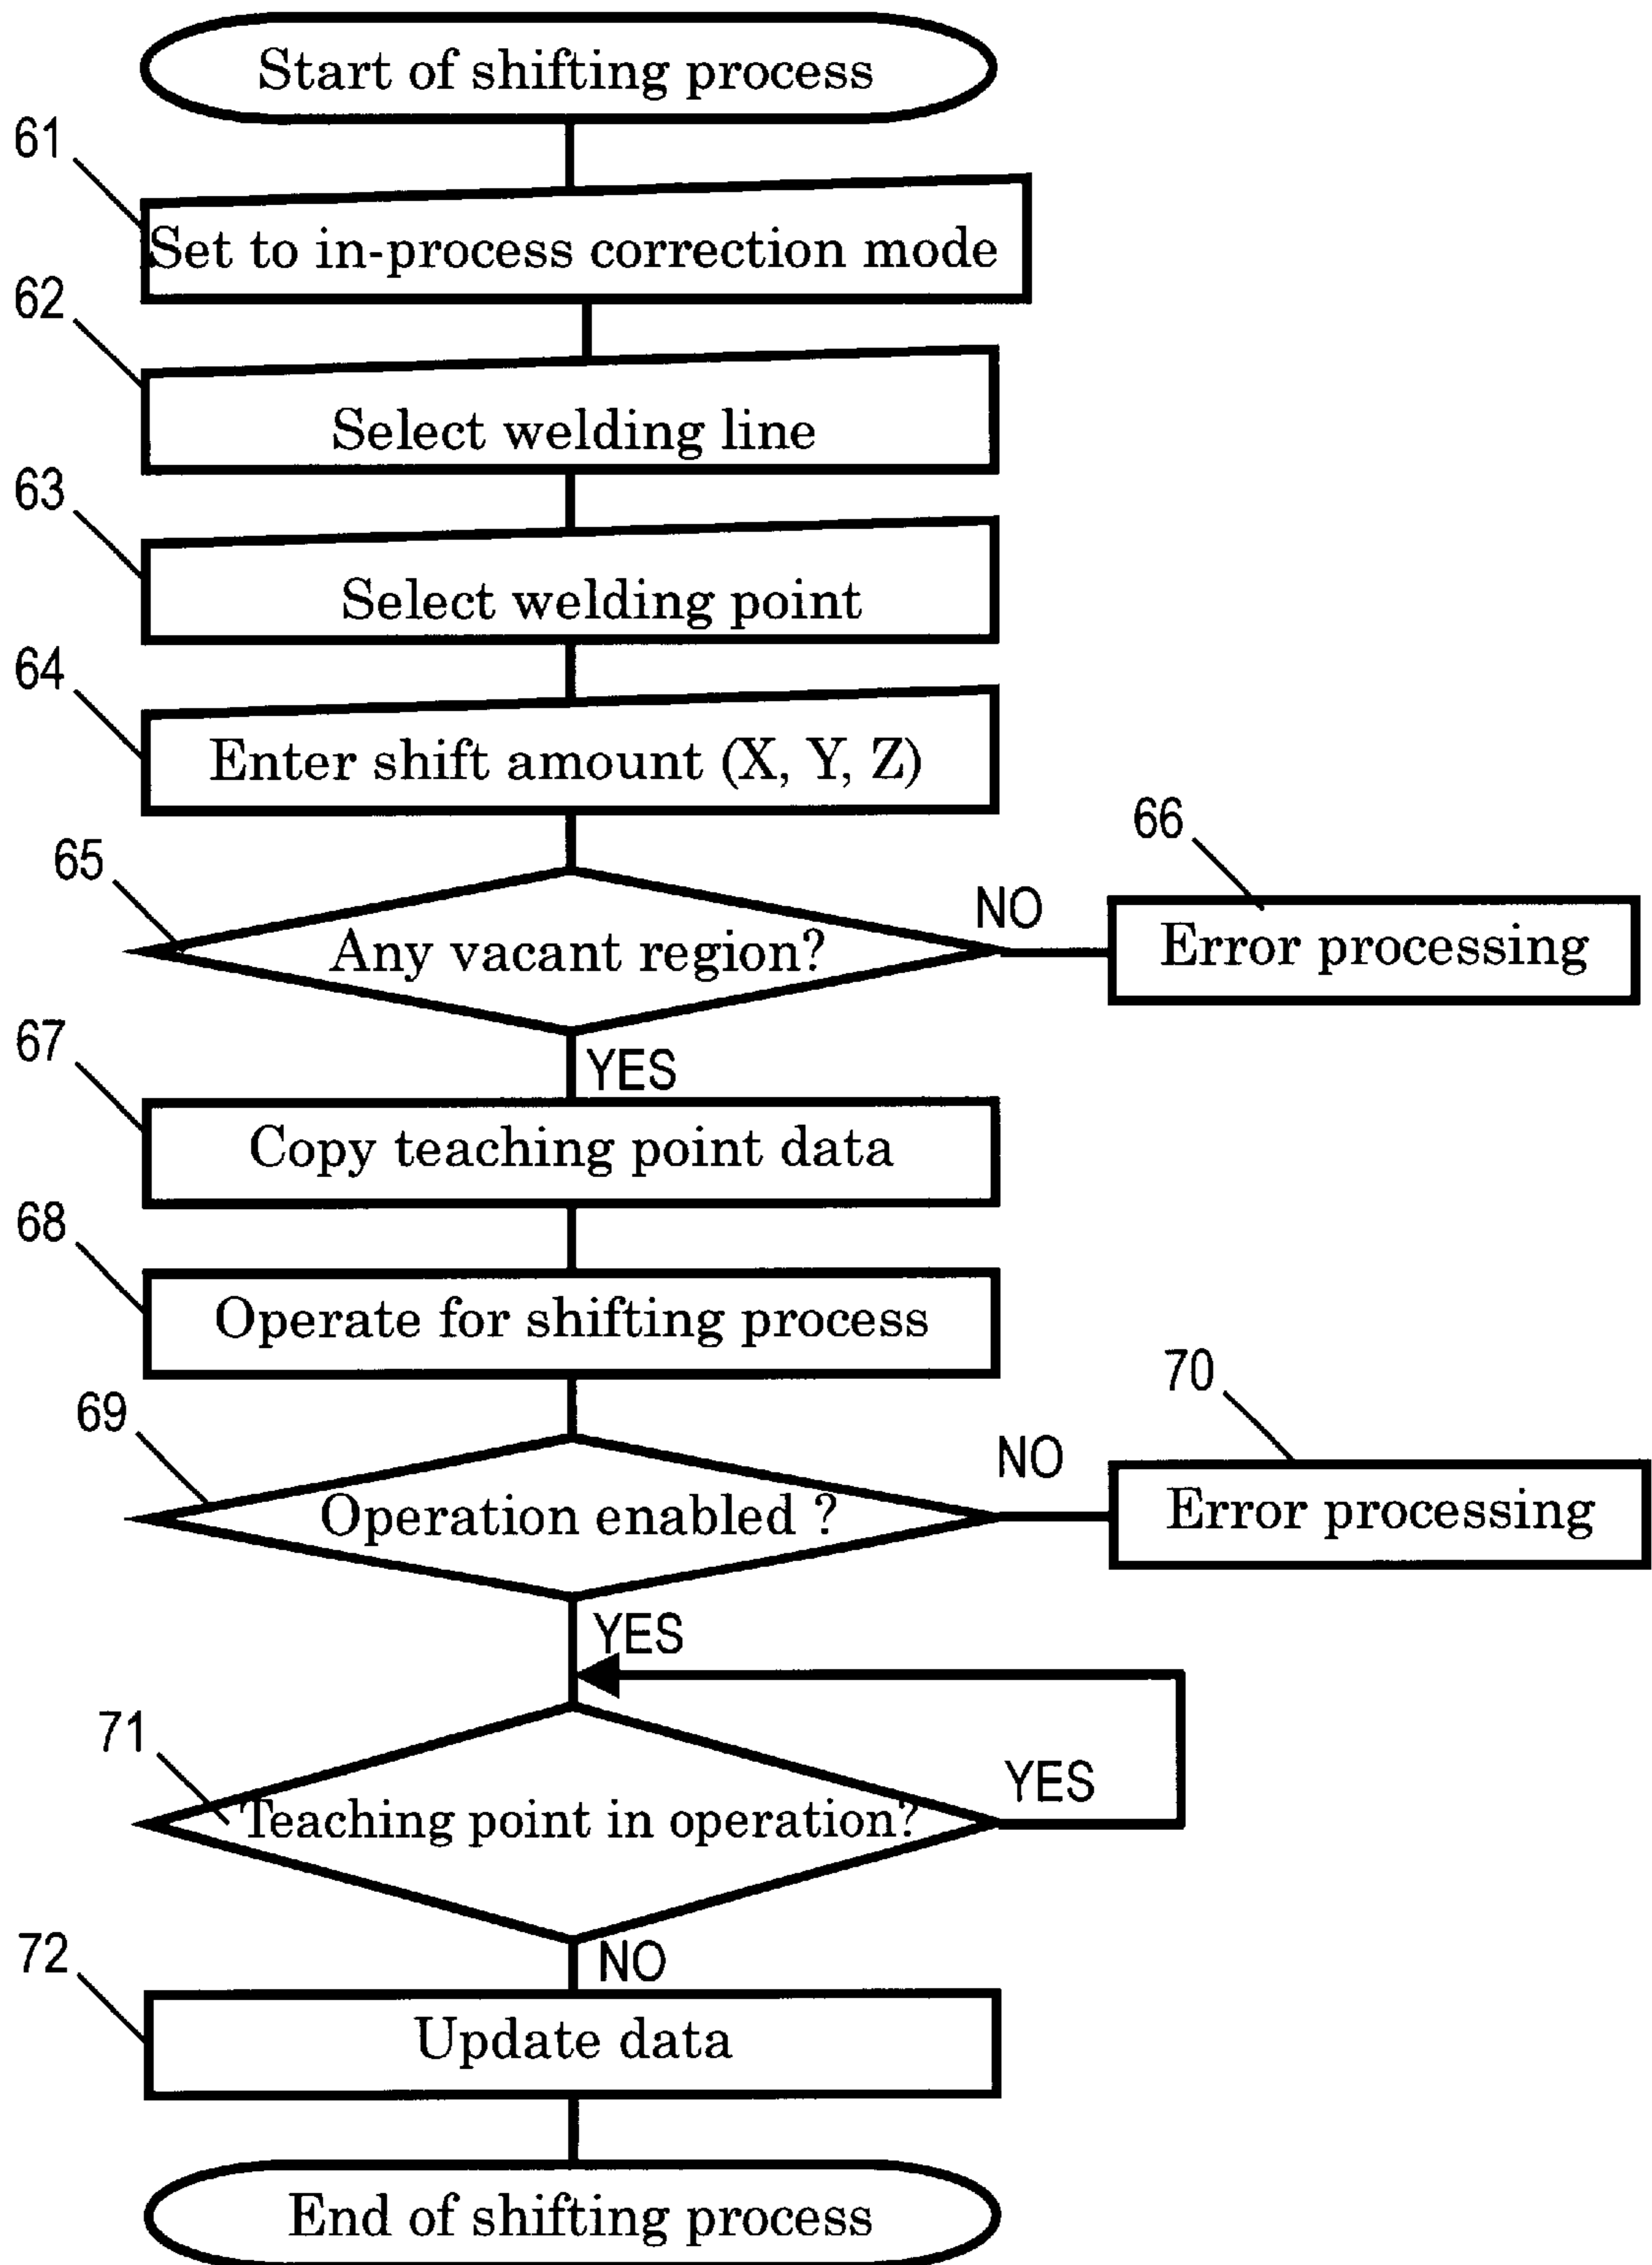 Start of shifting process
61
Set to in-process correction mode
62
Select welding line
63
Select welding point
64
Enter shift amount (X, Y, Z)
65
Any vacant region?
NO
66
Error processing
YES
67
Copy teaching point data
68
Operate for shifting process
69
Operation enabled ?
NO
70
Error processing
YES
71
Teaching point in operation?
YES
NO
72
Update data
End of shifting process